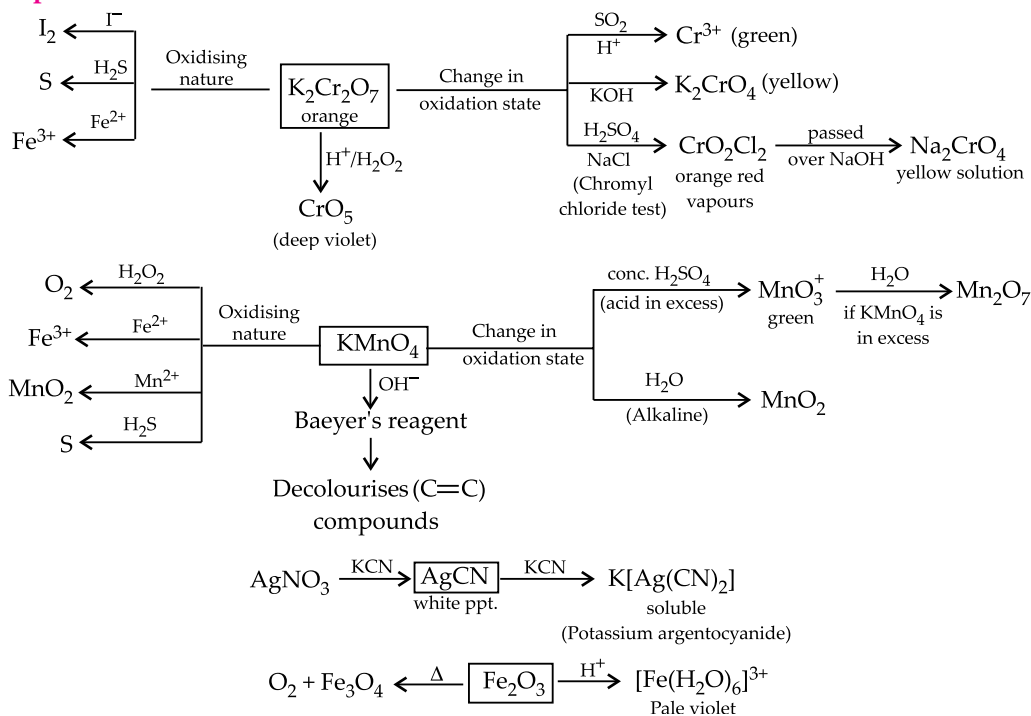 I₂ I⁻
S H₂S
Fe³⁺ Fe²⁺
Oxidising
nature
K₂Cr₂O₇
orange
Change in
oxidation state
SO₂
H⁺
Cr³⁺ (green)
KOH
K₂CrO₄ (yellow)
H₂SO₄
NaCl
(Chromyl
chloride test)
CrO₂Cl₂
orange red
vapours
passed
over NaOH
Na₂CrO₄
yellow solution
H⁺/H₂O₂
CrO₅
(deep violet)
O₂ H₂O₂
Fe³⁺ Fe²⁺
MnO₂ Mn²⁺
S H₂S
Oxidising
nature
KMnO₄
Change in
oxidation state
conc. H₂SO₄
(acid in excess)
MnO₃⁺
green
H₂O
if KMnO₄ is
in excess
Mn₂O₇
H₂O
(Alkaline)
MnO₂
OH⁻
Baeyer's reagent
Decolourises (C=C)
compounds
AgNO₃ KCN AgCN KCN K[Ag(CN)₂]
white ppt. soluble
(Potassium argentocyanide)
O₂ + Fe₃O₄ Δ Fe₂O₃ H⁺ [Fe(H₂O)₆]³⁺
Pale violet